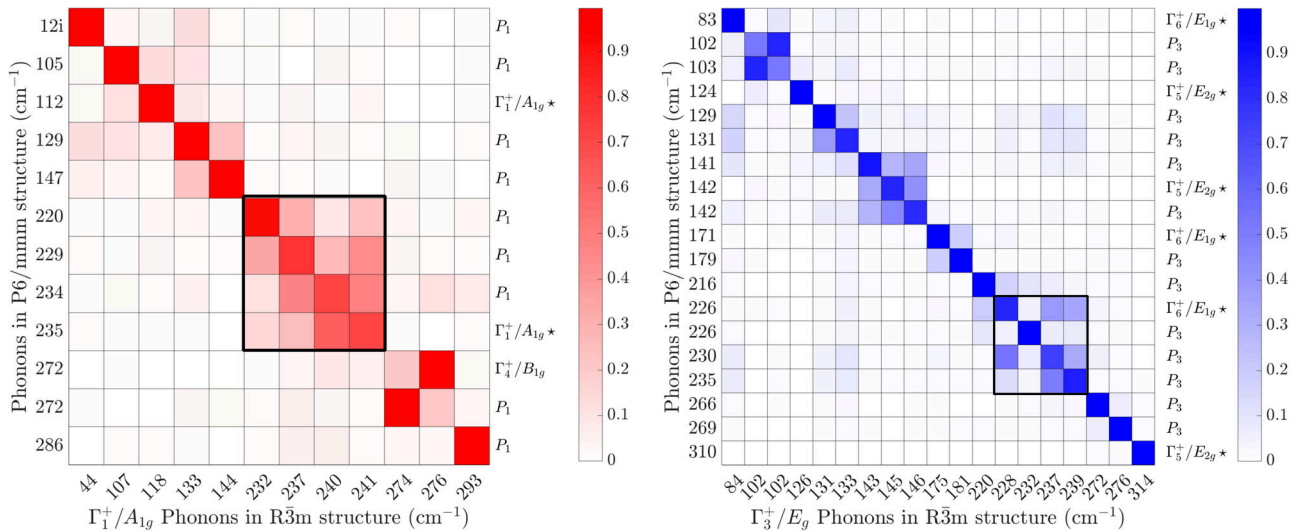 Phonons in P6/mmm structure (cm⁻¹)
12i
105
112
129
147
220
229
234
235
272
272
286
P₁
P₁
Γ₁⁺/A₁g ⋆
P₁
P₁
P₁
P₁
P₁
Γ₁⁺/A₁g ⋆
Γ₄⁺/B₁g
P₁
P₁
44 107 118 133 144 232 237 240 241 274 276 293
Γ₁⁺/A₁g Phonons in R3̄m structure (cm⁻¹)
0.9
0.8
0.7
0.6
0.5
0.4
0.3
0.2
0.1
0
Phonons in P6/mmm structure (cm⁻¹)
83
102
103
124
129
131
141
142
142
171
179
216
226
226
230
235
266
269
310
Γ₆⁺/E₁g ⋆
P₃
P₃
Γ₅⁺/E₂g ⋆
P₃
P₃
P₃
Γ₅⁺/E₂g ⋆
P₃
Γ₆⁺/E₁g ⋆
P₃
P₃
Γ₆⁺/E₁g ⋆
P₃
P₃
P₃
P₃
P₃
Γ₅⁺/E₂g ⋆
84 102 102 126 131 133 143 145 146 175 181 220 228 232 237 239 272 276 314
Γ₃⁺/E_g Phonons in R3̄m structure (cm⁻¹)
0.9
0.8
0.7
0.6
0.5
0.4
0.3
0.2
0.1
0